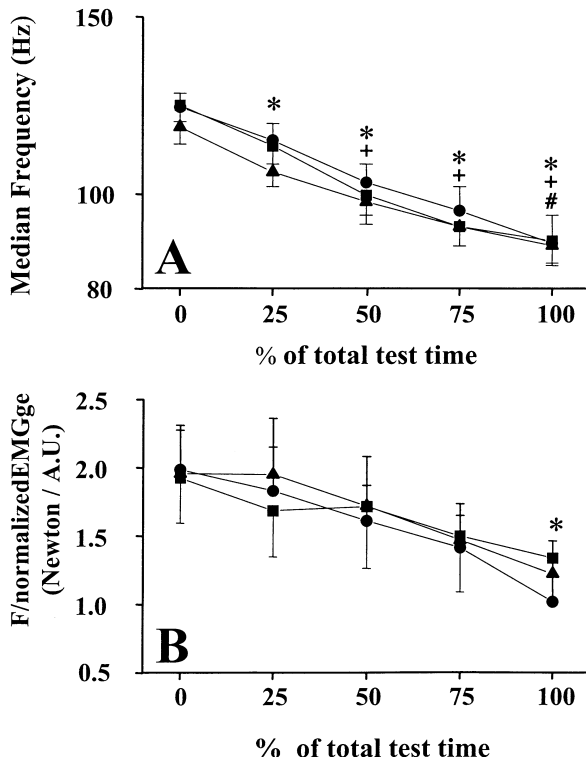 150
Median Frequency (Hz)
*
*
+
*
+
*
+
#
100
A
80
0 25 50 75 100
% of total test time
2.5
F/normalizedEMGge
(Newton / A.U.)
2.0
1.5
*
1.0
B
0.5
0 25 50 75 100
% of total test time